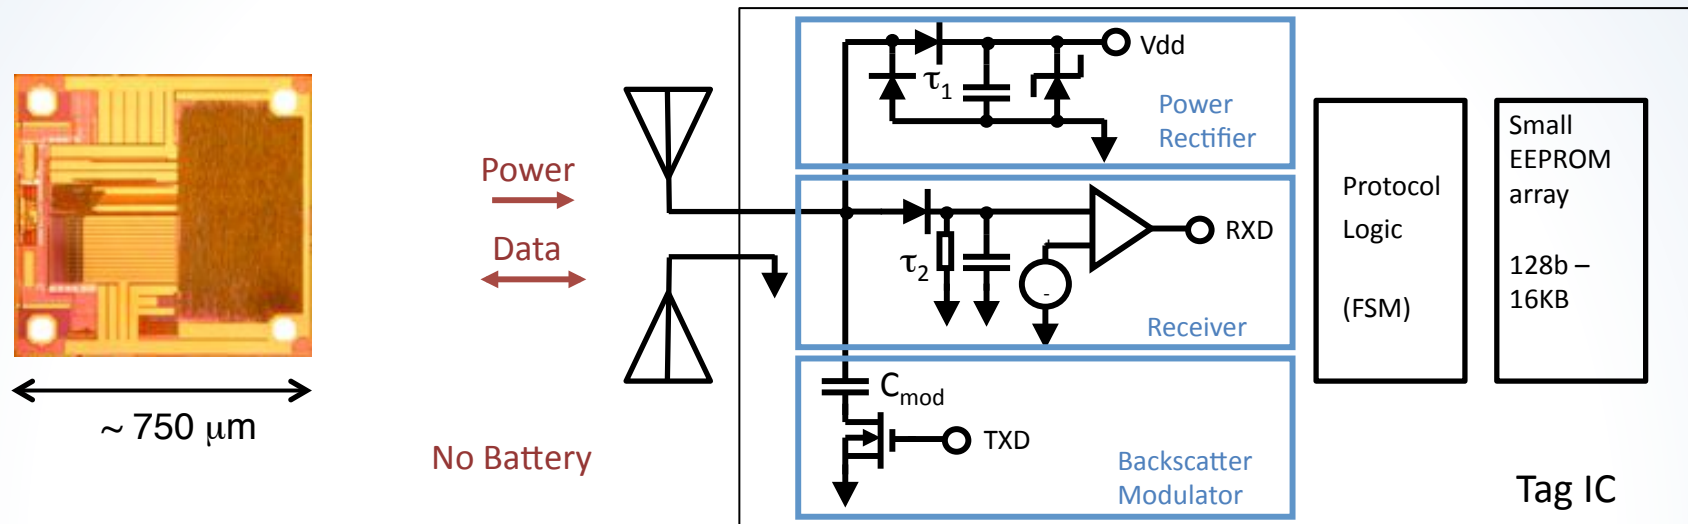 ~ 750 μm
Power
Data
No Battery
Vdd
τ1
Power
Rectifier
RXD
τ2
-
Receiver
Cmod
TXD
Backscatter
Modulator
Protocol
Logic
(FSM)
Small
EEPROM
array
128b –
16KB
Tag IC